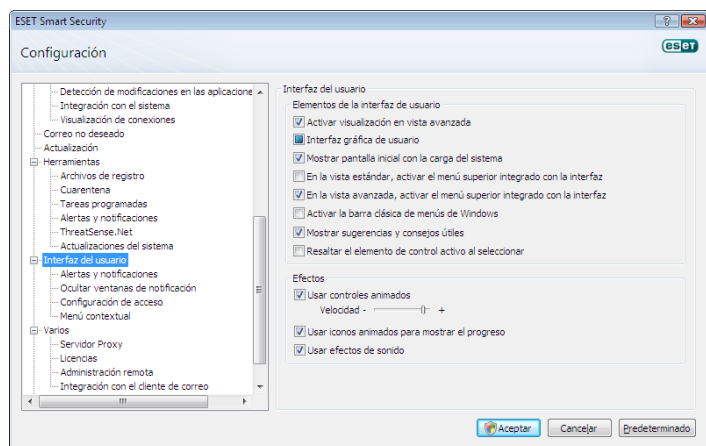 ESET Smart Security
Configuración
eseT
Detección de modificaciones en las aplicacione
Integración con el sistema
Visualización de conexiones
Correo no deseado
Actualización
Herramientas
Archivos de registro
Cuarentena
Tareas programadas
Alertas y notificaciones
ThreatSense.Net
Actualizaciones del sistema
Interfaz del usuario
Alertas y notificaciones
Ocultar ventanas de notificación
Configuración de acceso
Menú contextual
Varios
Servidor Proxy
Licencias
Administración remota
Integración con el cliente de correo
Interfaz del usuario
Elementos de la interfaz de usuario
Activar visualización en vista avanzada
Interfaz gráfica de usuario
Mostrar pantalla inicial con la carga del sistema
En la vista estándar, activar el menú superior integrado con la interfaz
En la vista avanzada, activar el menú superior integrado con la interfaz
Activar la barra clásica de menús de Windows
Mostrar sugerencias y consejos útiles
Resaltar el elemento de control activo al seleccionar
Efectos
Usar controles animados
Velocidad - +
Usar iconos animados para mostrar el progreso
Usar efectos de sonido
Aceptar Cancelar Predeterminado